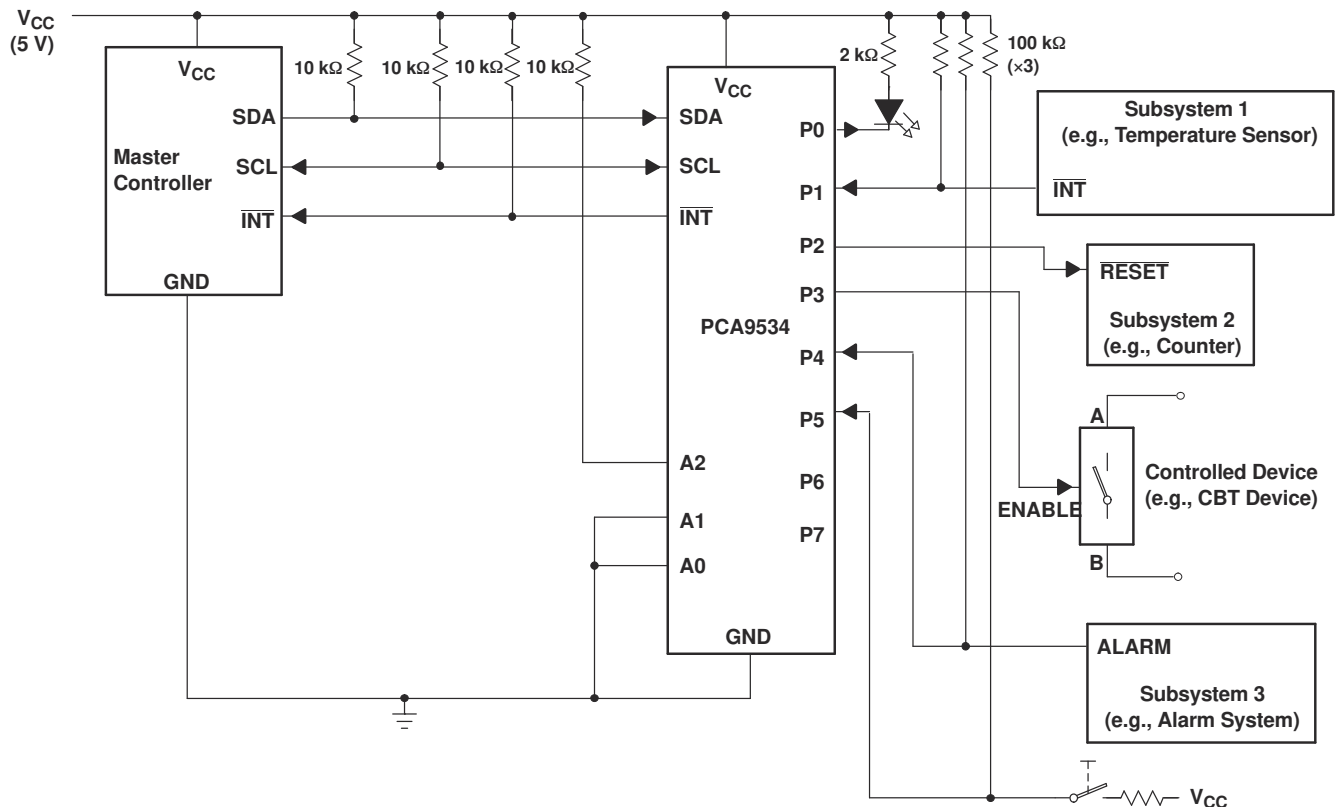 VCC
(5 V)
VCC
SDA
Master
Controller
SCL
INT
GND
10 kΩ
10 kΩ
10 kΩ
10 kΩ
VCC
SDA
SCL
INT
PCA9534
A2
A1
A0
GND
P0
P1
P2
P3
P4
P5
P6
P7
2 kΩ
100 kΩ
(×3)
Subsystem 1
(e.g., Temperature Sensor)
INT
RESET
Subsystem 2
(e.g., Counter)
A
Controlled Device
(e.g., CBT Device)
ENABLE
B
ALARM
Subsystem 3
(e.g., Alarm System)
VCC